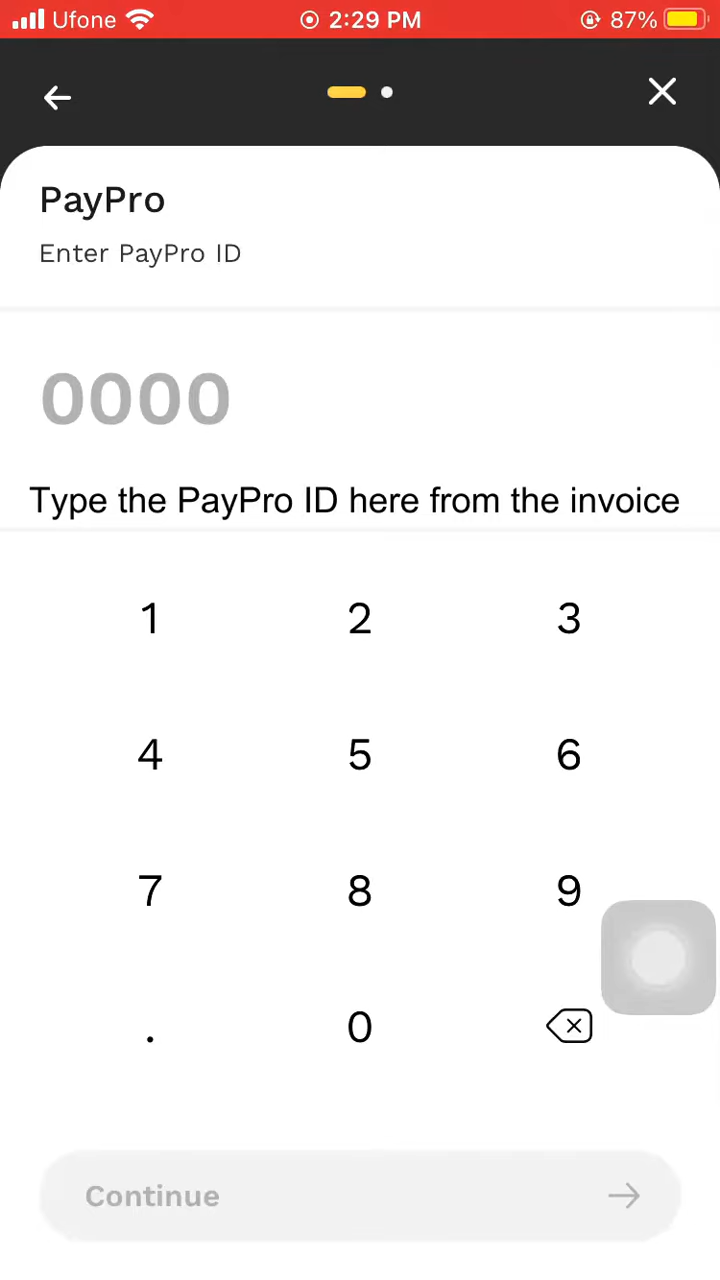 Ufone 2:29 PM 87%
PayPro
Enter PayPro ID
0000
Type the PayPro ID here from the invoice
1 2 3
4 5 6
7 8 9
. 0
Continue